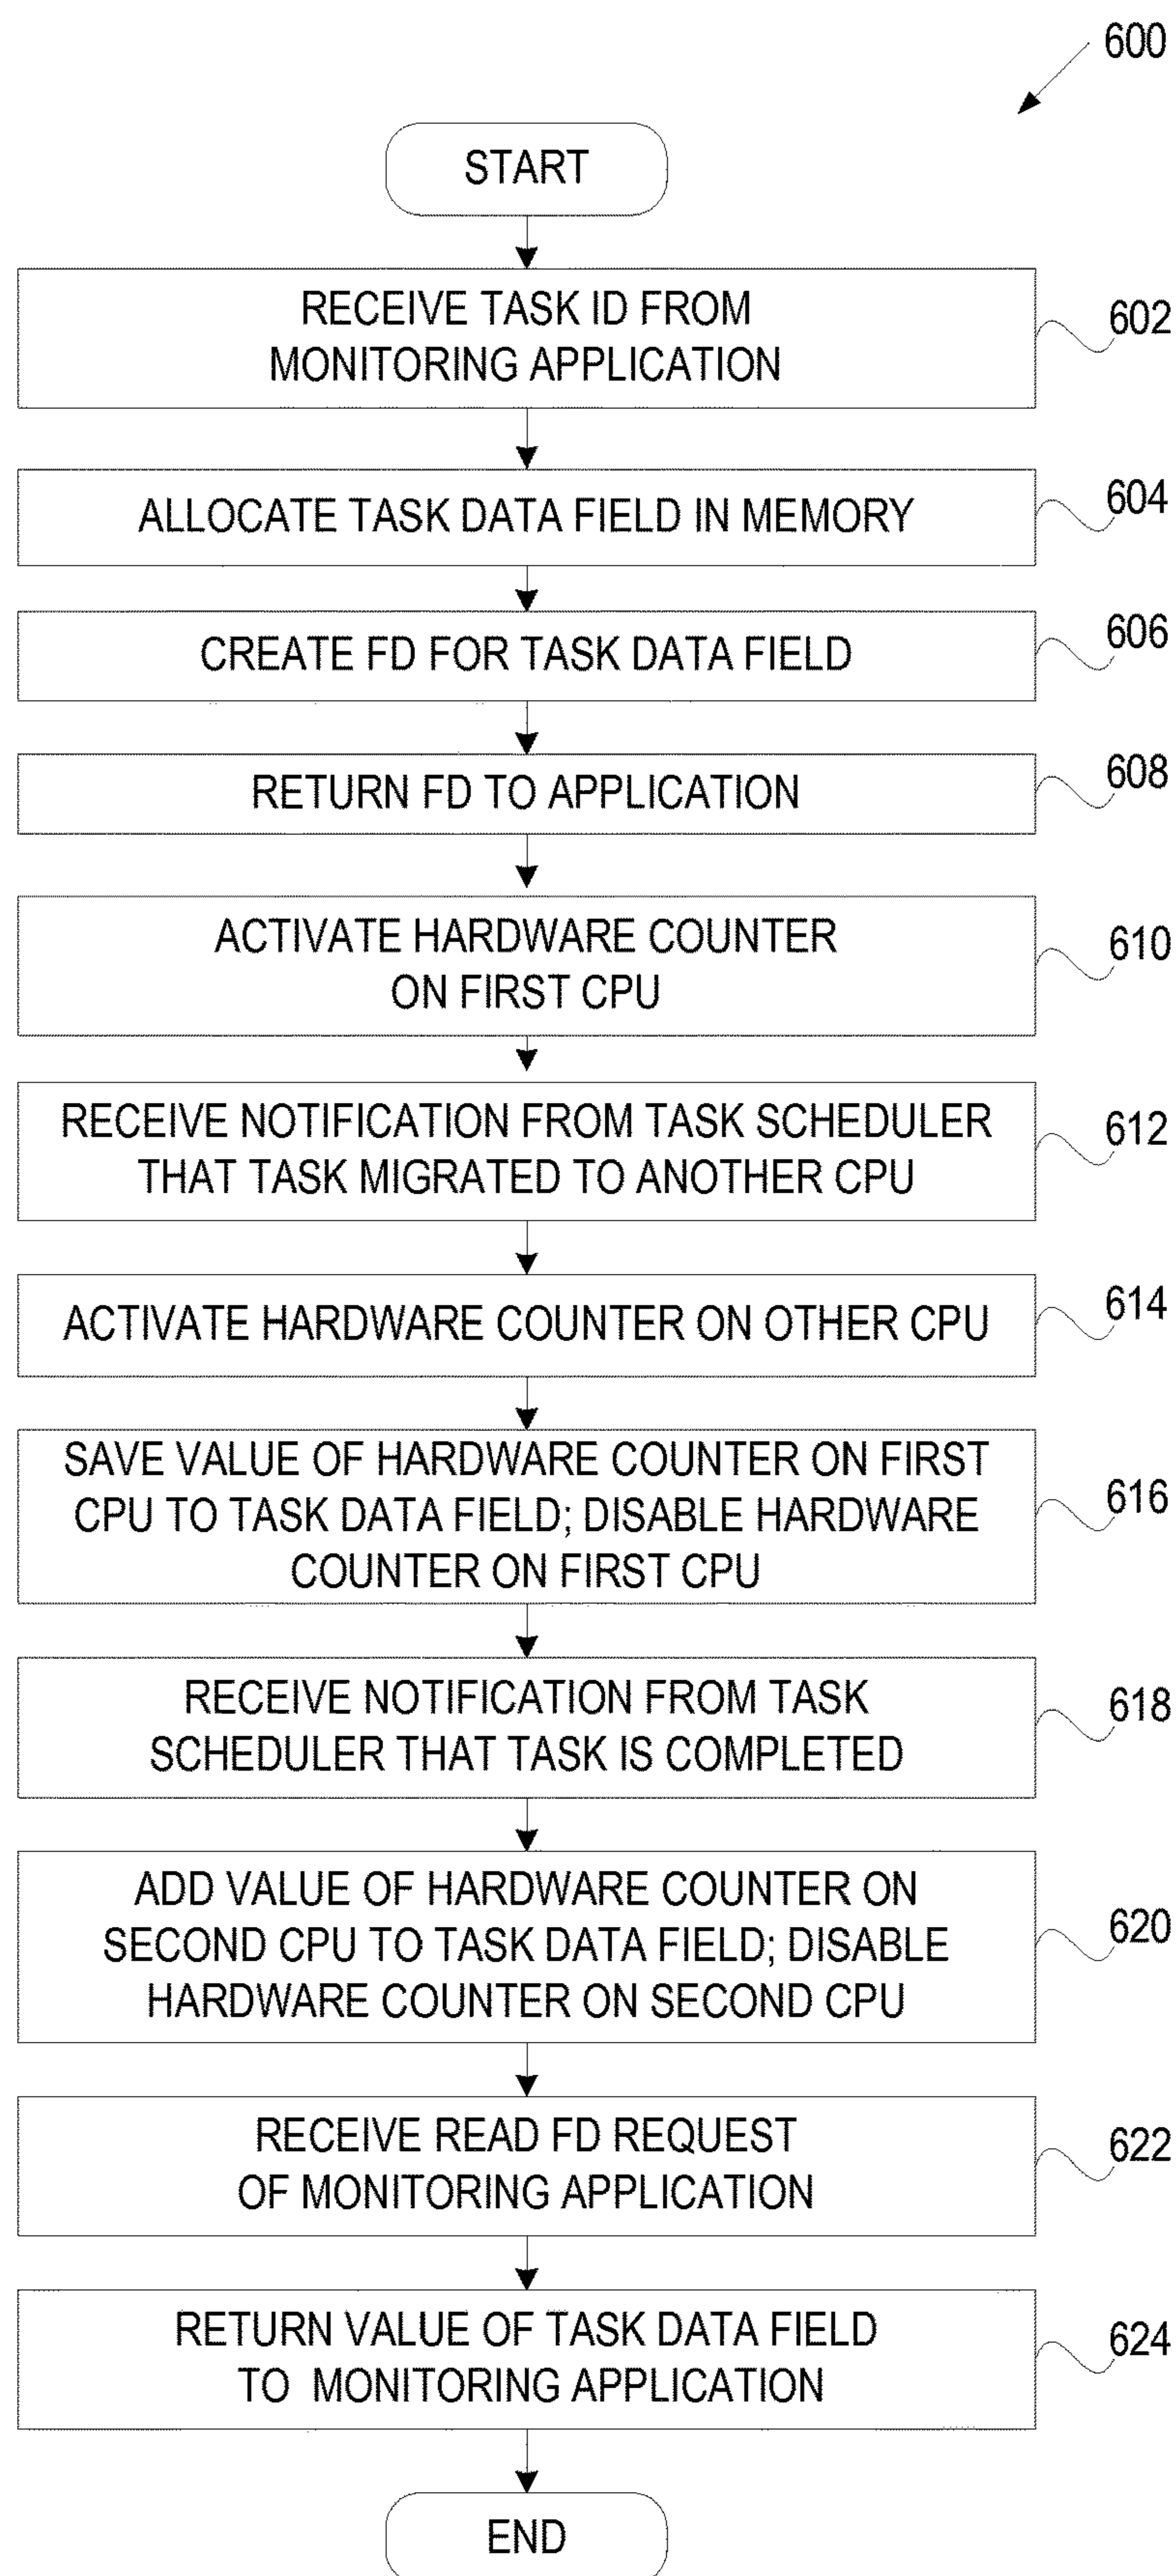 600
START
RECEIVE TASK ID FROM
MONITORING APPLICATION
602
ALLOCATE TASK DATA FIELD IN MEMORY
604
CREATE FD FOR TASK DATA FIELD
606
RETURN FD TO APPLICATION
608
ACTIVATE HARDWARE COUNTER
ON FIRST CPU
610
RECEIVE NOTIFICATION FROM TASK SCHEDULER
THAT TASK MIGRATED TO ANOTHER CPU
612
ACTIVATE HARDWARE COUNTER ON OTHER CPU
614
SAVE VALUE OF HARDWARE COUNTER ON FIRST
CPU TO TASK DATA FIELD; DISABLE HARDWARE
COUNTER ON FIRST CPU
616
RECEIVE NOTIFICATION FROM TASK
SCHEDULER THAT TASK IS COMPLETED
618
ADD VALUE OF HARDWARE COUNTER ON
SECOND CPU TO TASK DATA FIELD; DISABLE
HARDWARE COUNTER ON SECOND CPU
620
RECEIVE READ FD REQUEST
OF MONITORING APPLICATION
622
RETURN VALUE OF TASK DATA FIELD
TO MONITORING APPLICATION
624
END